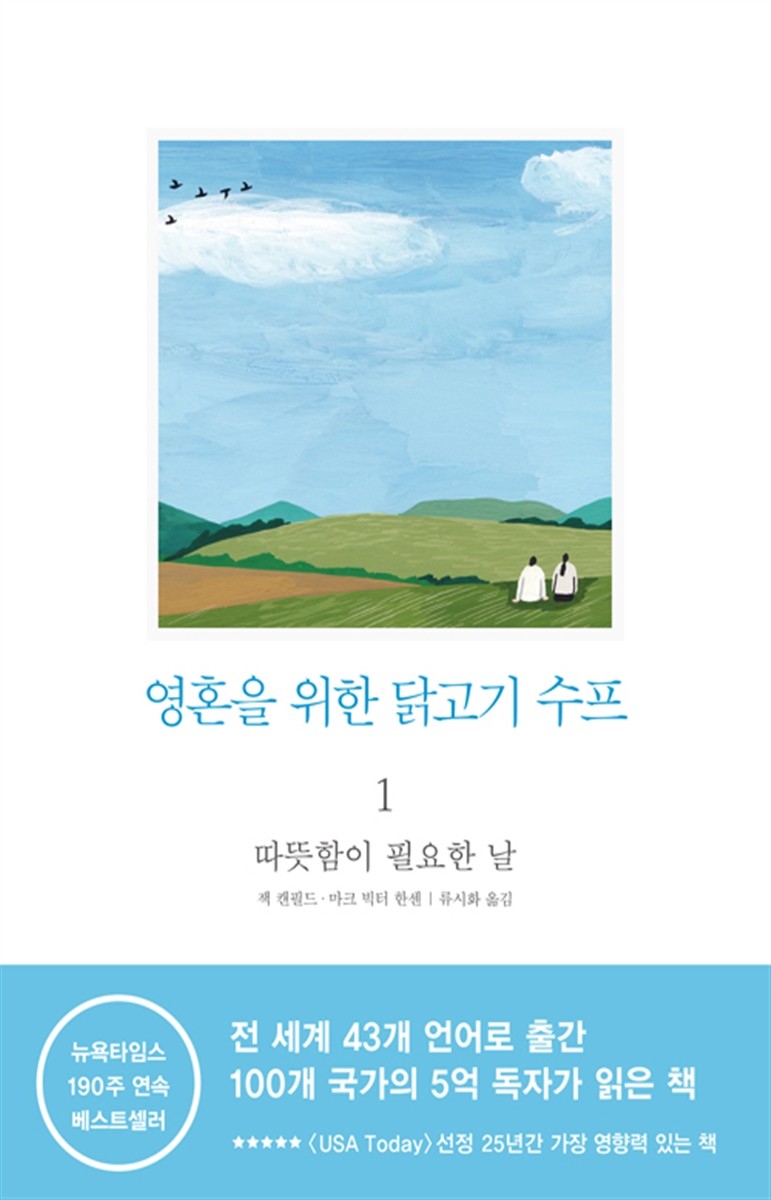 영혼을 위한 닭고기 수프
1
따뜻함이 필요한 날
잭 캔필드 · 마크 빅터 한센 | 류시화 옮김
뉴욕타임스
190주 연속
베스트셀러
전 세계 43개 언어로 출간
100개 국가의 5억 독자가 읽은 책
★★★★★ 〈USA Today〉 선정 25년간 가장 영향력 있는 책